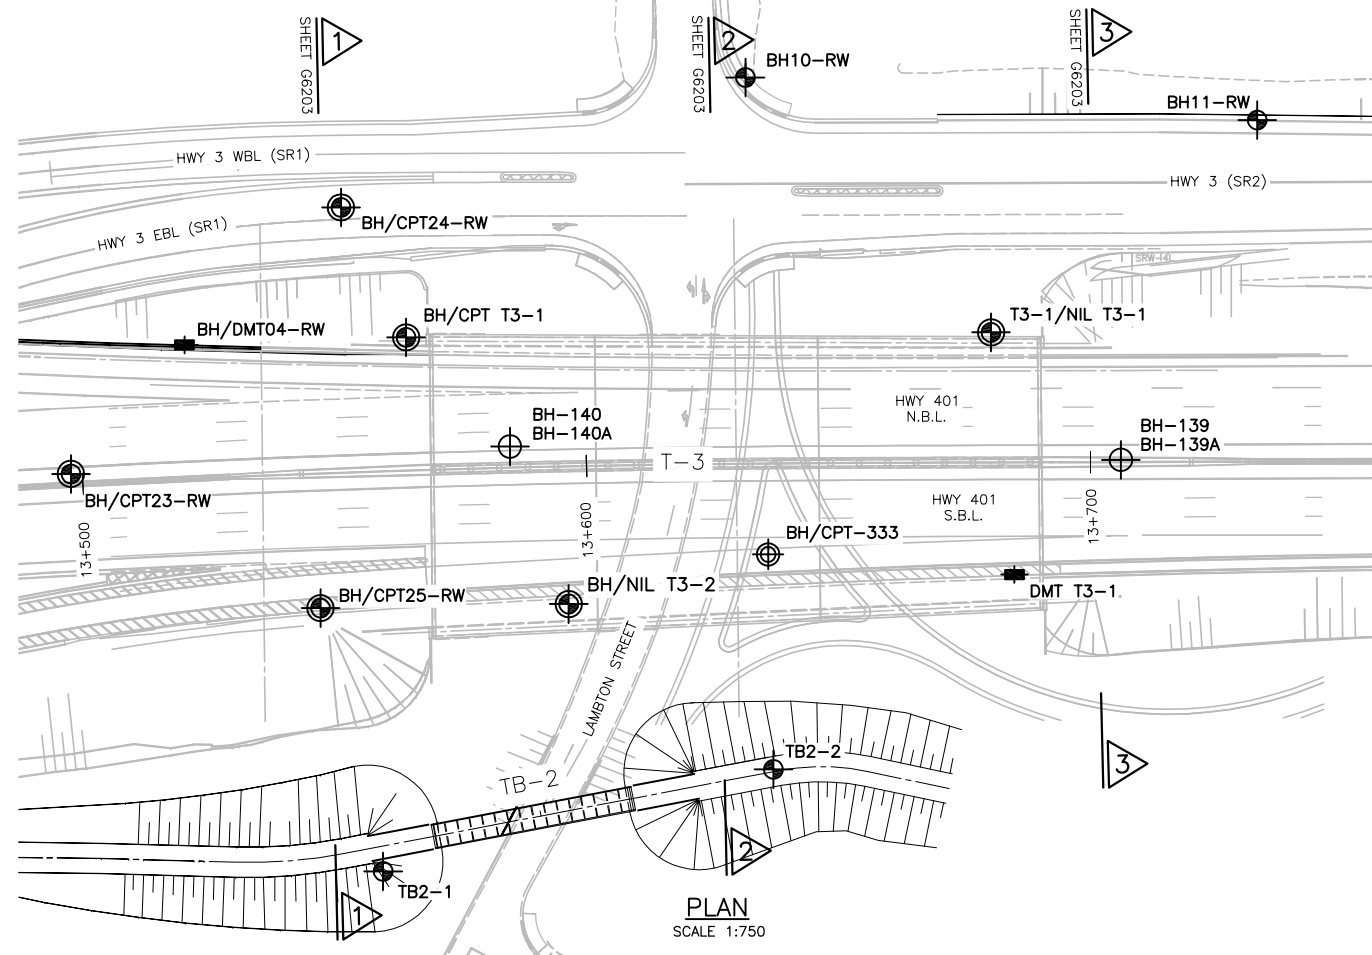 SHEET G6203
1
SHEET G6203
2
SHEET G6203
3
BH10-RW
BH11-RW
HWY 3 WBL (SR1)
HWY 3 (SR2)
BH/CPT24-RW
HWY 3 EBL (SR1)
SRW-(4)
BH/CPT T3-1
T3-1/NIL T3-1
BH/DMT04-RW
HWY 401
N.B.L.
BH-140
BH-140A
BH-139
BH-139A
T-3
BH/CPT23-RW
HWY 401
S.B.L.
13+500
13+600
13+700
BH/CPT-333
BH/CPT25-RW
BH/NIL T3-2
DMT T3-1
LAMBTON STREET
TB2-2
3
TB-2
2
TB2-1
1
PLAN
SCALE 1:750